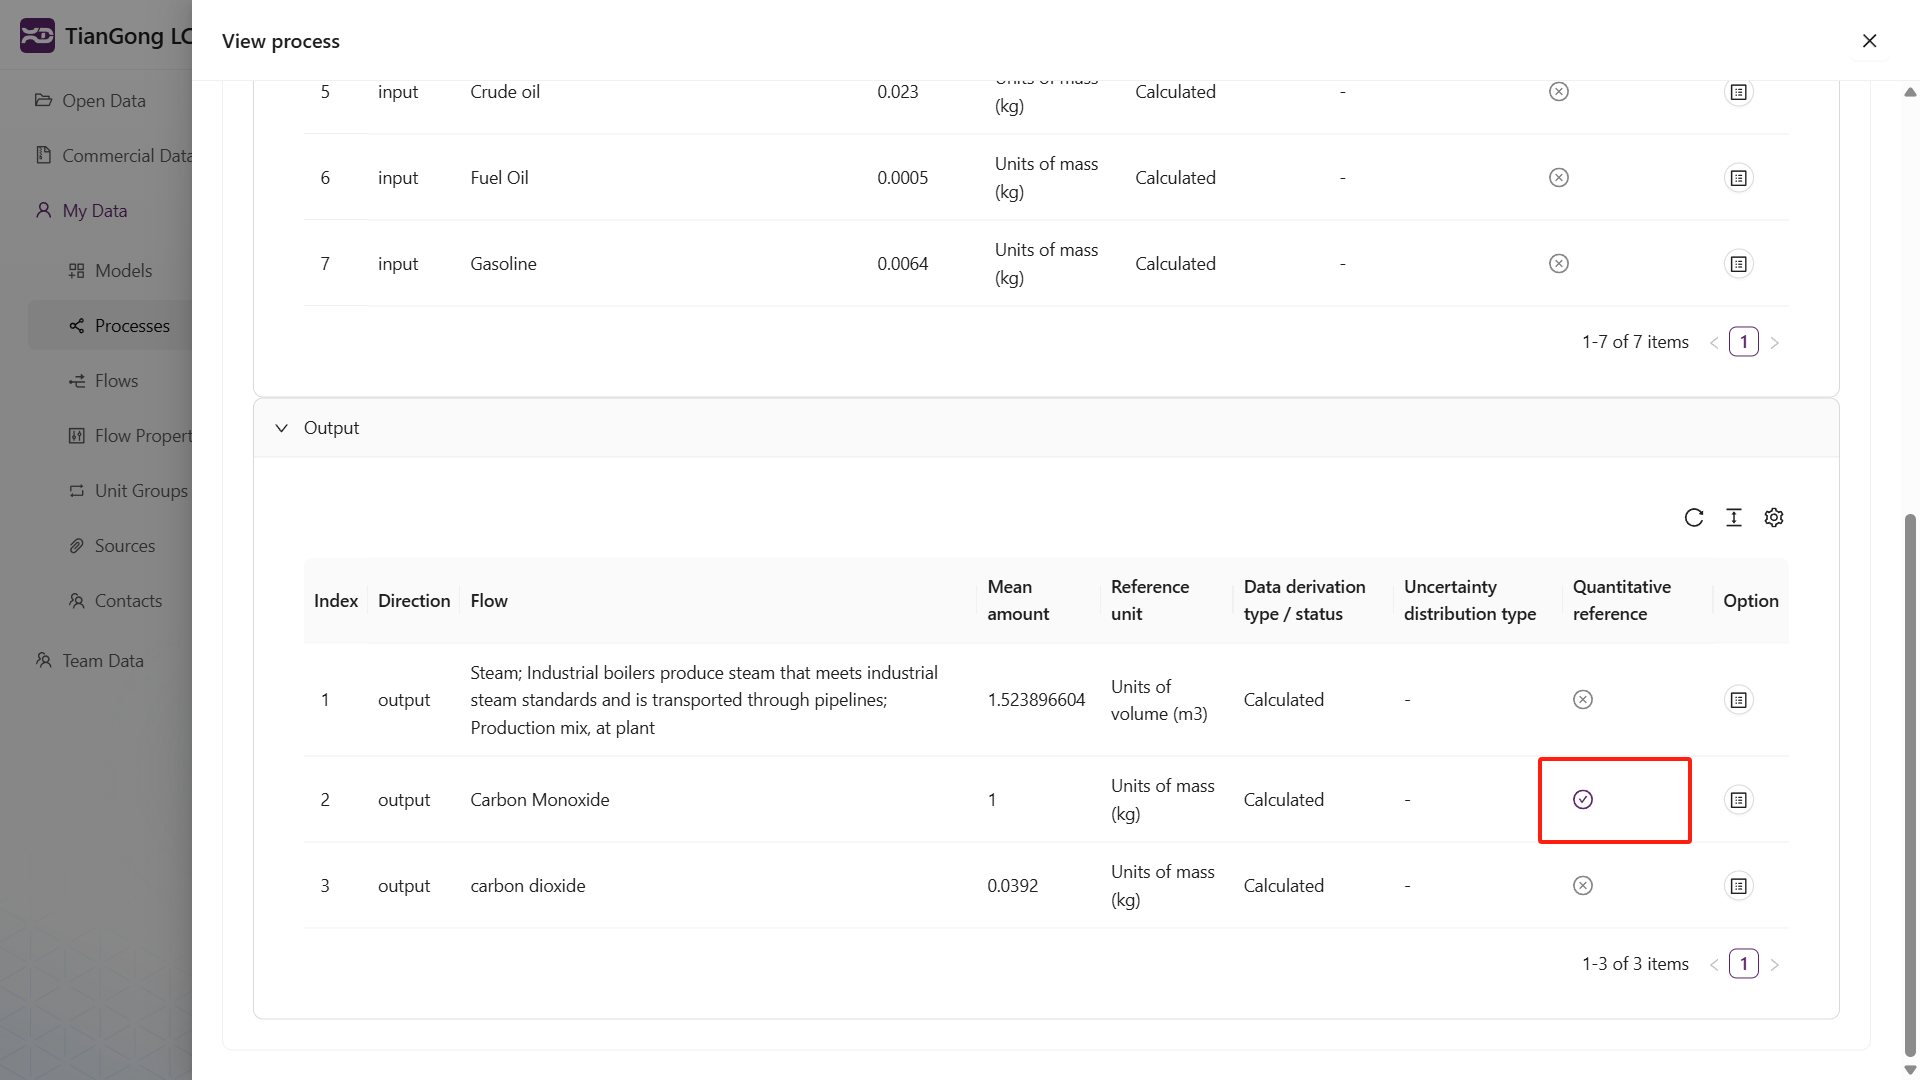 TianGong LC
View process
Open Data
Commercial Data
My Data
Models
Processes
Flows
Flow Propert
Unit Groups
Sources
Contacts
Team Data
5 input Crude oil 0.023 Units of mass (kg) Calculated -
6 input Fuel Oil 0.0005 Units of mass (kg) Calculated -
7 input Gasoline 0.0064 Units of mass (kg) Calculated -
1-7 of 7 items < 1 >
Output
Index Direction Flow Mean amount Reference unit Data derivation type / status Uncertainty distribution type Quantitative reference Option
1 output Steam; Industrial boilers produce steam that meets industrial steam standards and is transported through pipelines; Production mix, at plant 1.523896604 Units of volume (m3) Calculated -
2 output Carbon Monoxide 1 Units of mass (kg) Calculated -
3 output carbon dioxide 0.0392 Units of mass (kg) Calculated -
1-3 of 3 items < 1 >